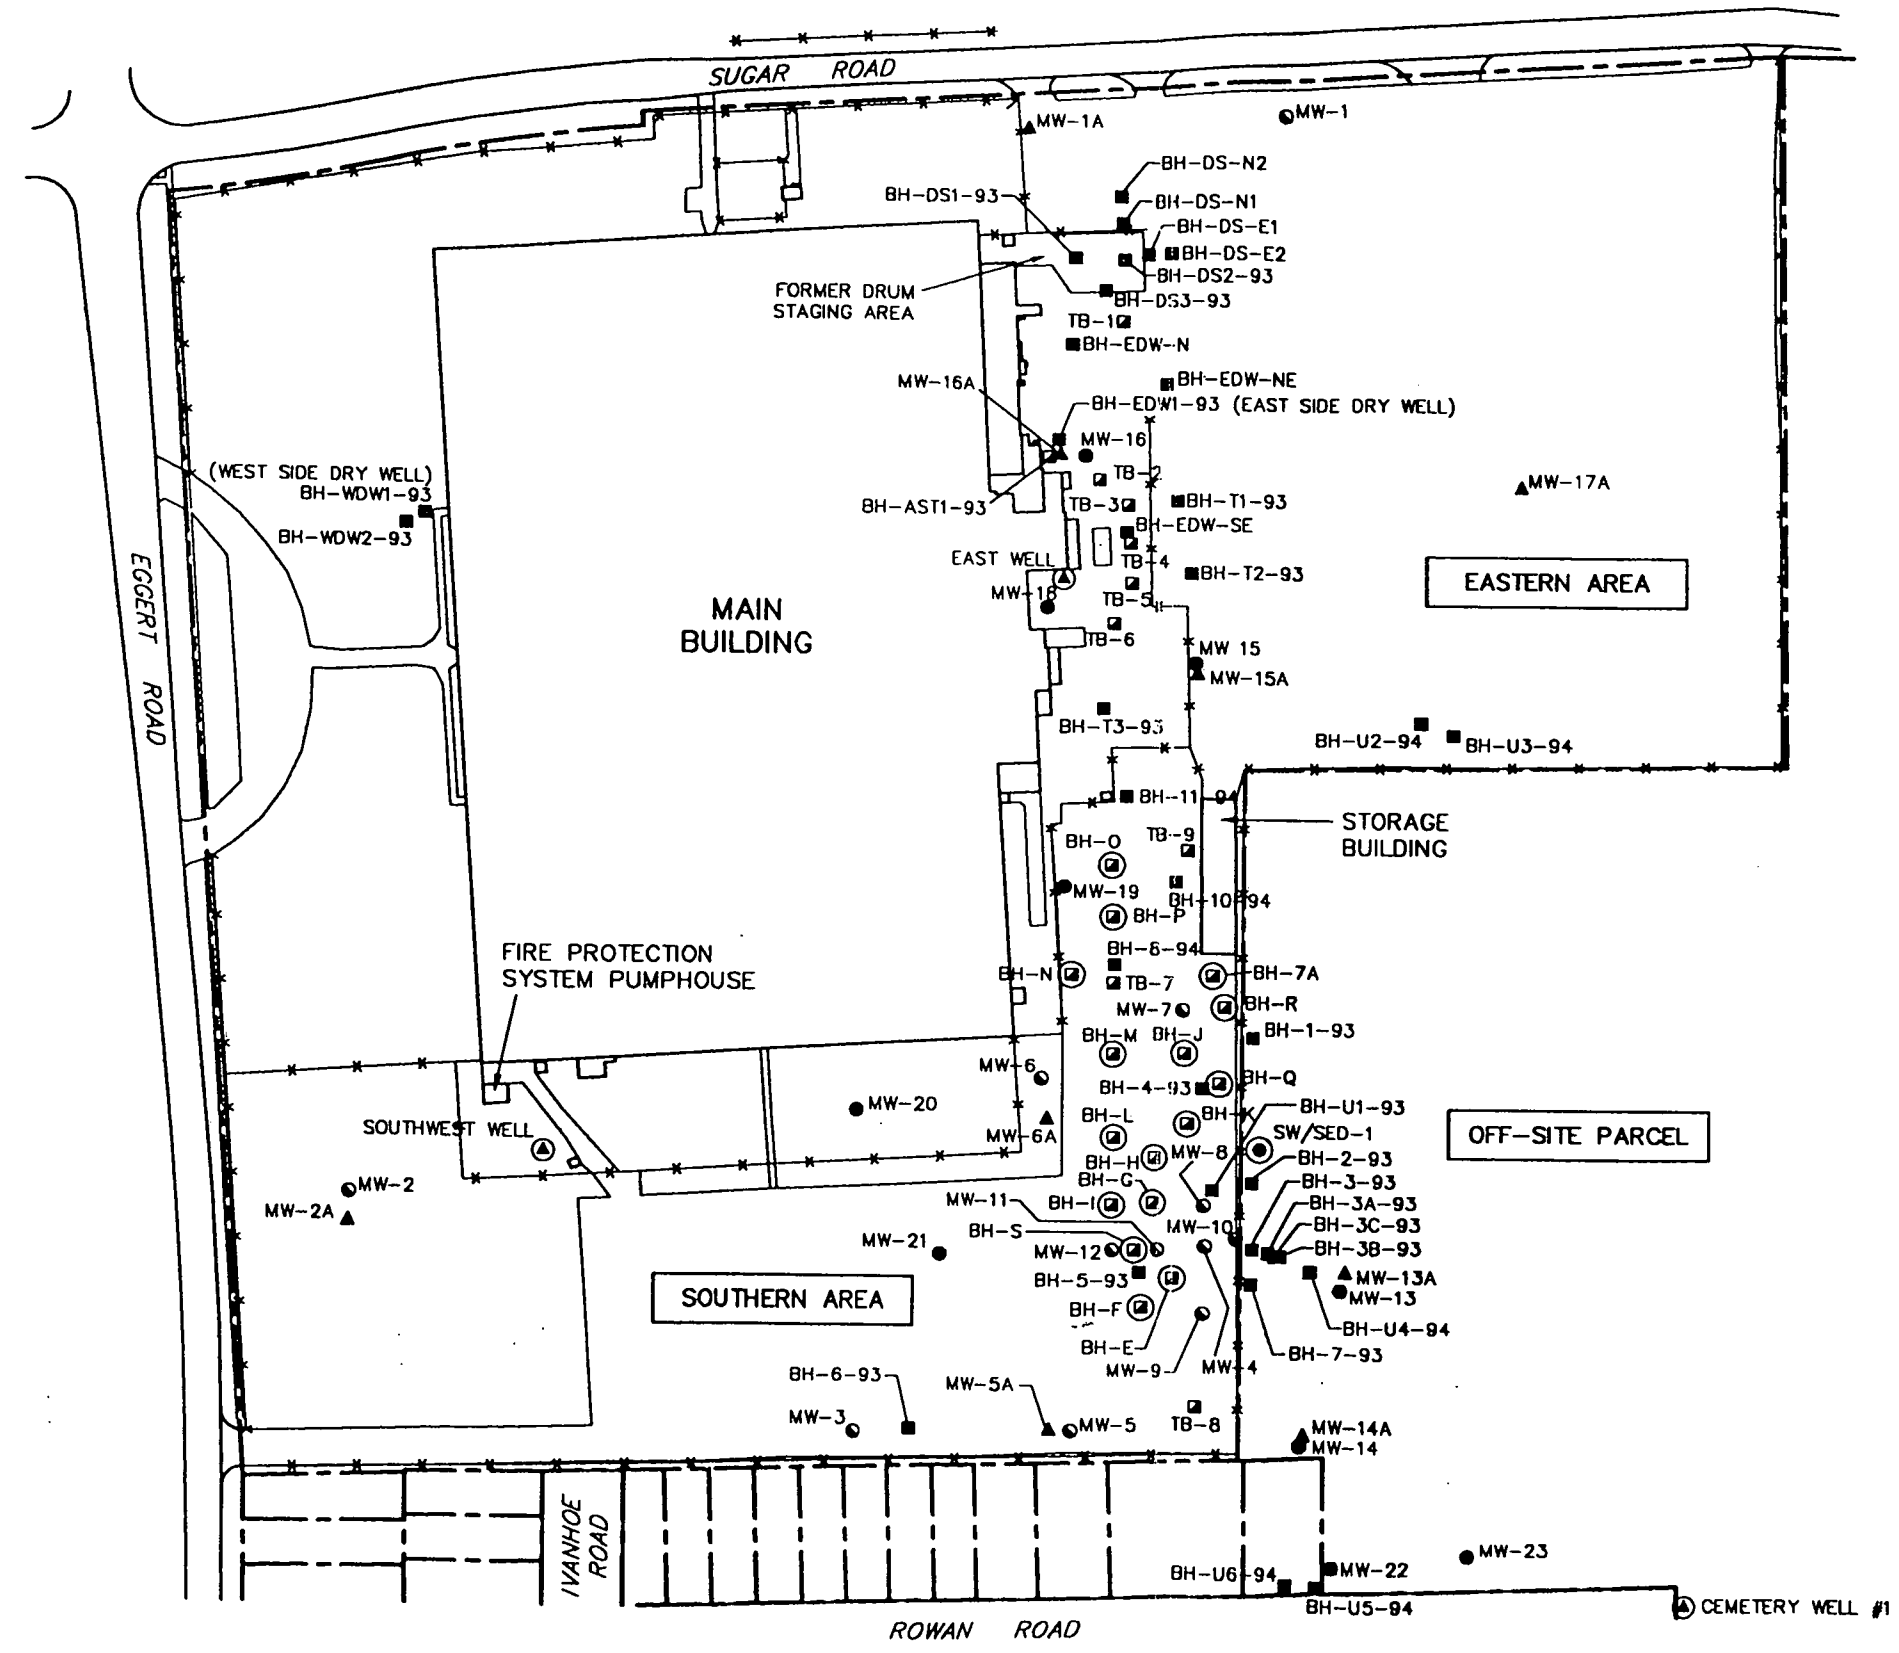 SUGAR ROAD
MW-1A
MW-1
BH-DS-N2
BH-DS1-93
BH-DS-N1
BH-DS-E1
BH-DS-E2
BH-DS2-93
FORMER DRUM
STAGING AREA
BH-DS3-93
TB-1
BH-EDW-N
MW-16A
BH-EDW-NE
BH-EDW1-93 (EAST SIDE DRY WELL)
MW-16
(WEST SIDE DRY WELL)
BH-WDW1-93
TB-2
MW-17A
BH-AST1-93
TB-3
BH-T1-93
BH-WDW2-93
BH-EDW-SE
EAST WELL
TB-4
BH-T2-93
EASTERN AREA
EGGERT ROAD
MW-18
TB-5
MAIN
BUILDING
TB-6
MW 15
MW-15A
BH-T3-93
BH-U2-94
BH-U3-94
BH-11-94
STORAGE
BUILDING
TB-9
BH-O
MW-19
BH-10-94
BH-P
FIRE PROTECTION
SYSTEM PUMPHOUSE
BH-8-94
BH-N
TB-7
BH-7A
MW-7
BH-R
BH-1-93
BH-M
BH-J
MW-6
BH-4-93
BH-Q
MW-20
BH-L
BH-K
BH-U1-93
SOUTHWEST WELL
MW-6A
SW/SED-1
OFF-SITE PARCEL
BH-H
MW-8
BH-2-93
BH-G
BH-3-93
MW-2
MW-11
BH-I
BH-3A-93
MW-2A
BH-S
MW-10
BH-3C-93
MW-21
MW-12
BH-3B-93
BH-5-93
MW-13A
MW-13
SOUTHERN AREA
BH-F
BH-U4-94
BH-E
BH-7-93
MW-9
MW-4
BH-6-93
MW-5A
MW-3
MW-5
TB-8
MW-14A
MW-14
IVANHOE
ROAD
MW-23
BH-U6-94
MW-22
BH-U5-94
CEMETERY WELL #1
ROWAN ROAD